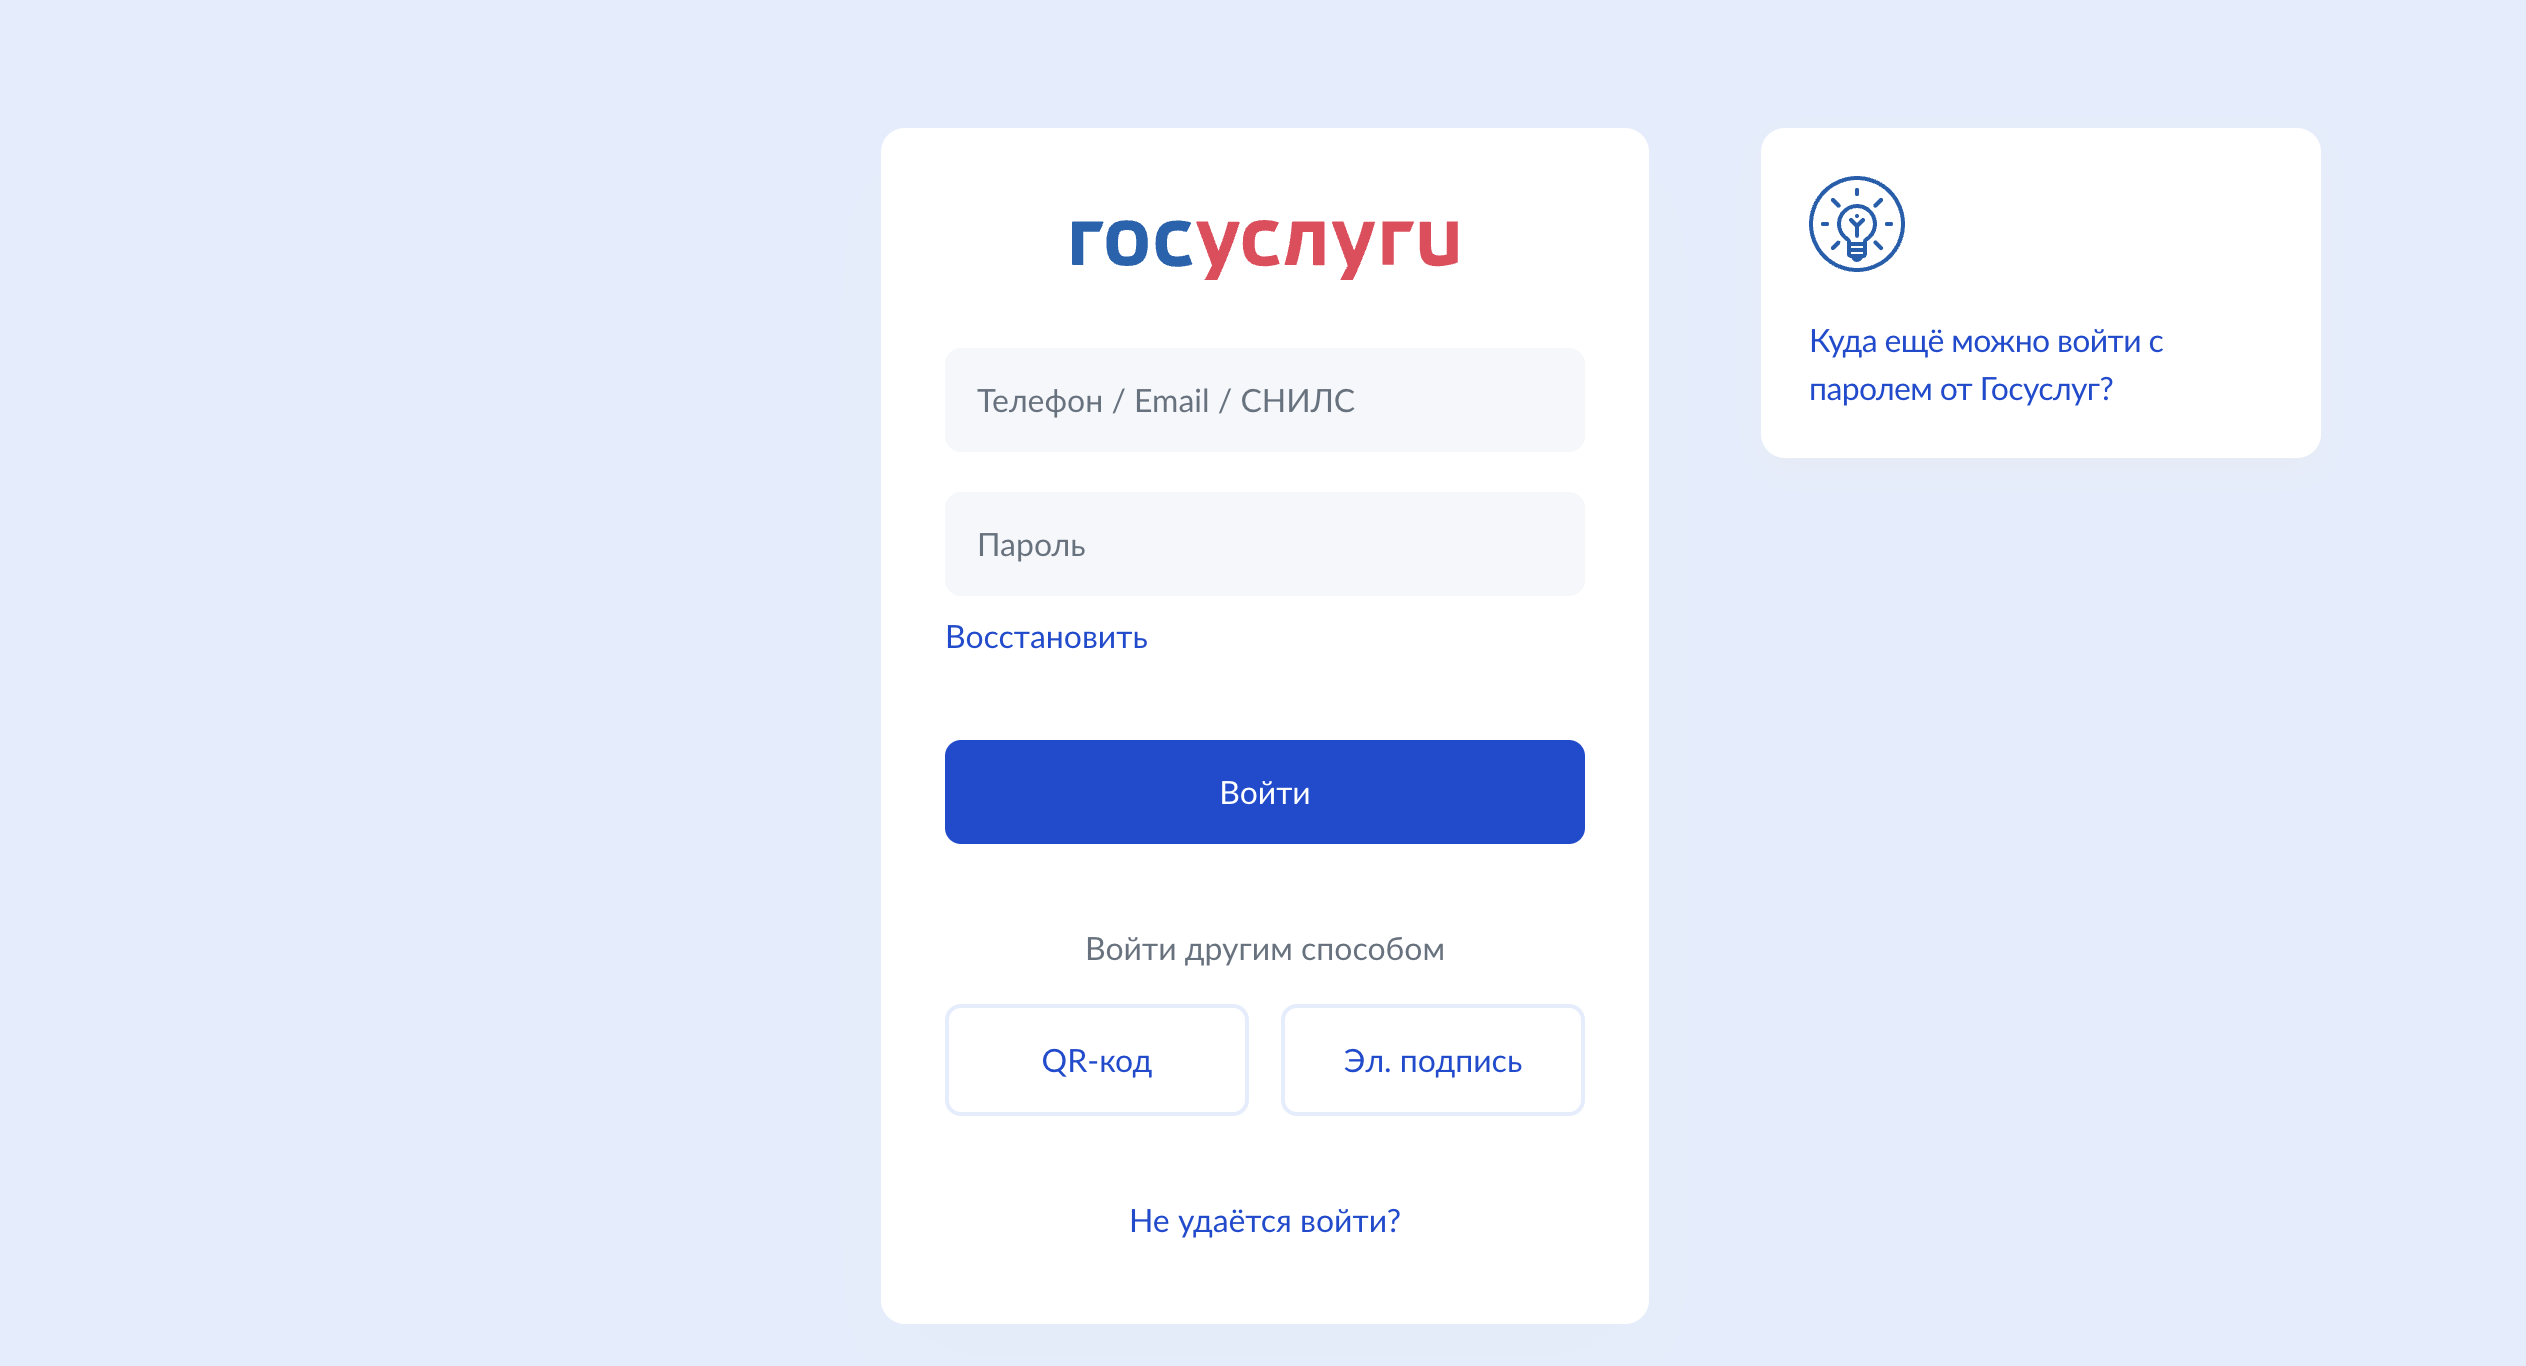 госуслуги
Телефон / Email / СНИЛС
Пароль
Восстановить
Войти
Войти другим способом
QR-код
Эл. подпись
Не удаётся войти?
Куда ещё можно войти с
паролем от Госуслуг?